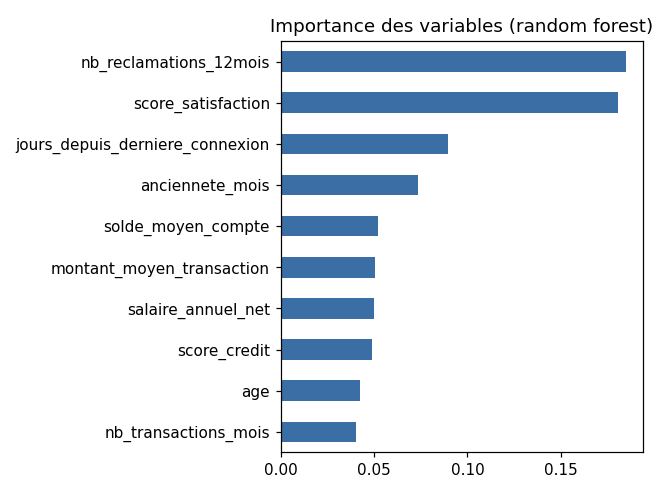 Importance des variables (random forest)
nb_reclamations_12mois
score_satisfaction
jours_depuis_derniere_connexion
anciennete_mois
solde_moyen_compte
montant_moyen_transaction
salaire_annuel_net
score_credit
age
nb_transactions_mois
0.00 0.05 0.10 0.15